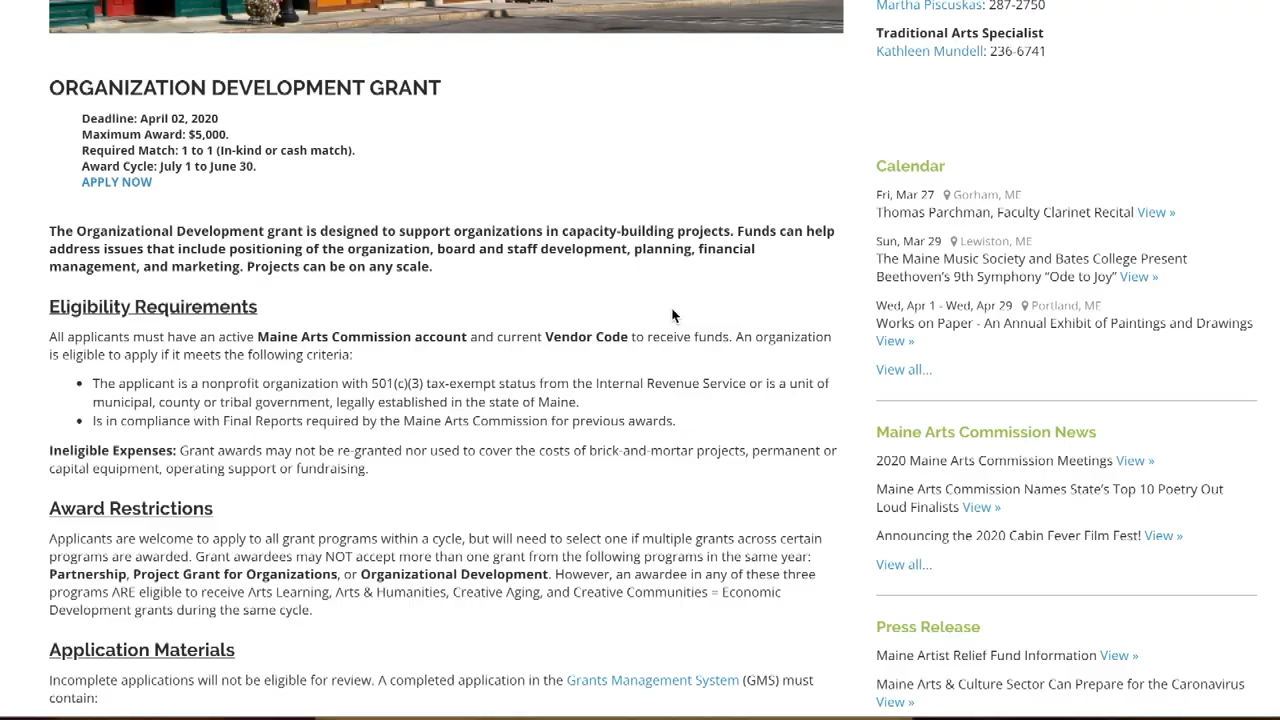 ORGANIZATION DEVELOPMENT GRANT
Deadline: April 02, 2020
Maximum Award: $5,000.
Required Match: 1 to 1 (In-kind or cash match).
Award Cycle: July 1 to June 30.
APPLY NOW
The Organizational Development grant is designed to support organizations in capacity-building projects. Funds can help
address issues that include positioning of the organization, board and staff development, planning, financial
management, and marketing. Projects can be on any scale.
Eligibility Requirements
All applicants must have an active Maine Arts Commission account and current Vendor Code to receive funds. An organization
is eligible to apply if it meets the following criteria:
• The applicant is a nonprofit organization with 501(c)(3) tax-exempt status from the Internal Revenue Service or is a unit of
municipal, county or tribal government, legally established in the state of Maine.
• Is in compliance with Final Reports required by the Maine Arts Commission for previous awards.
Ineligible Expenses: Grant awards may not be re-granted nor used to cover the costs of brick-and-mortar projects, permanent or
capital equipment, operating support or fundraising.
Award Restrictions
Applicants are welcome to apply to all grant programs within a cycle, but will need to select one if multiple grants across certain
programs are awarded. Grant awardees may NOT accept more than one grant from the following programs in the same year:
Partnership, Project Grant for Organizations, or Organizational Development. However, an awardee in any of these three
programs ARE eligible to receive Arts Learning, Arts & Humanities, Creative Aging, and Creative Communities = Economic
Development grants during the same cycle.
Application Materials
Incomplete applications will not be eligible for review. A completed application in the Grants Management System (GMS) must
contain:
Martha Piscuskas: 287-2750
Traditional Arts Specialist
Kathleen Mundell: 236-6741
Calendar
Fri, Mar 27 Gorham, ME
Thomas Parchman, Faculty Clarinet Recital View »
Sun, Mar 29 Lewiston, ME
The Maine Music Society and Bates College Present
Beethoven's 9th Symphony “Ode to Joy” View »
Wed, Apr 1 - Wed, Apr 29 Portland, ME
Works on Paper - An Annual Exhibit of Paintings and Drawings
View »
View all...
Maine Arts Commission News
2020 Maine Arts Commission Meetings View »
Maine Arts Commission Names State's Top 10 Poetry Out
Loud Finalists View »
Announcing the 2020 Cabin Fever Film Fest! View »
View all...
Press Release
Maine Artist Relief Fund Information View »
Maine Arts & Culture Sector Can Prepare for the Caronavirus
View »